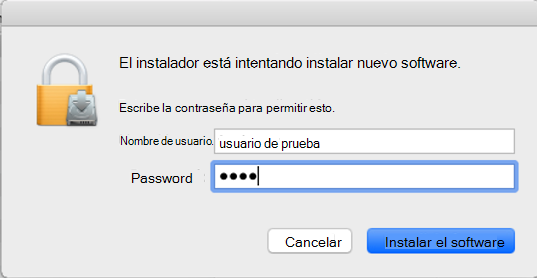 El instalador está intentando instalar nuevo software.
Escribe la contraseña para permitir esto.
Nombre de usuario. usuario de prueba
Password : ●●●●
Cancelar Instalar el software